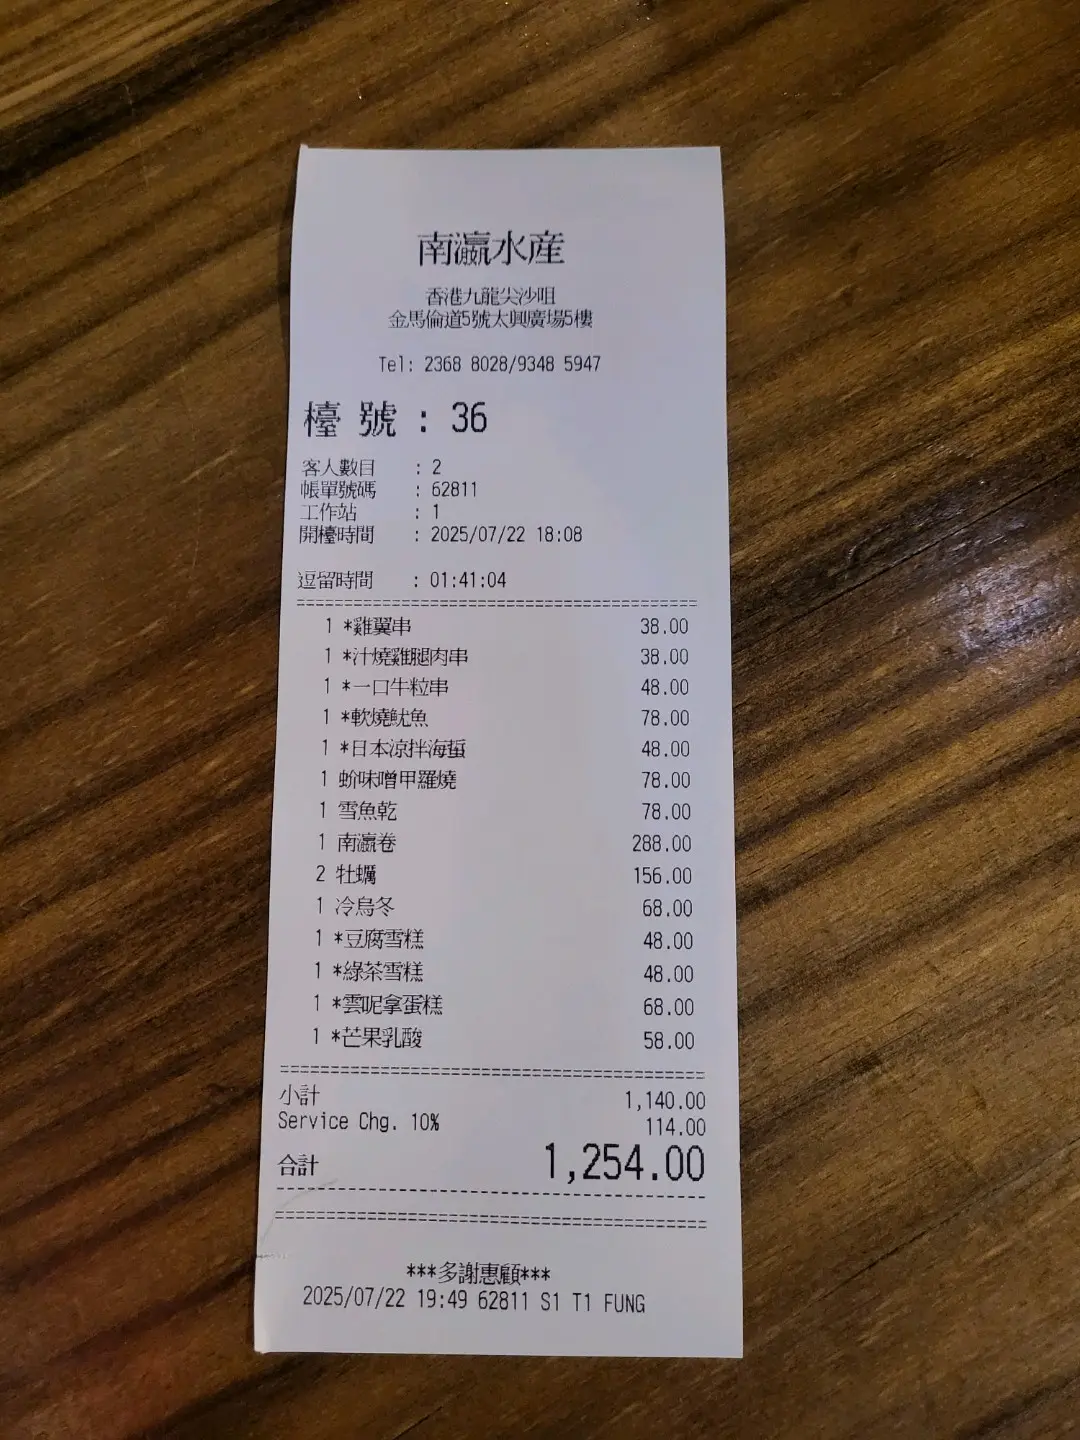 南瀛水産
香港九龍尖沙咀
金馬倫道5號太興廣場5樓
Tel: 2368 8028/9348 5947
檯 號 : 36
客人數目 : 2
帳單號碼 : 62811
工作站 : 1
開檯時間 : 2025/07/22 18:08
逗留時間 : 01:41:04
1 *雞翼串 38.00
1 *汁燒雞腿肉串 38.00
1 *一口牛粒串 48.00
1 *軟燒魷魚 78.00
1 *日本涼拌海蜇 48.00
1 蚧味噌甲羅燒 78.00
1 雪魚乾 78.00
1 南瀛卷 288.00
2 牡蠣 156.00
1 冷烏冬 68.00
1 *豆腐雪糕 48.00
1 *綠茶雪糕 48.00
1 *雲呢拿蛋糕 68.00
1 *芒果乳酸 58.00
小計 1,140.00
Service Chg. 10% 114.00
合計 1,254.00
***多謝惠顧***
2025/07/22 19:49 62811 S1 T1 FUNG